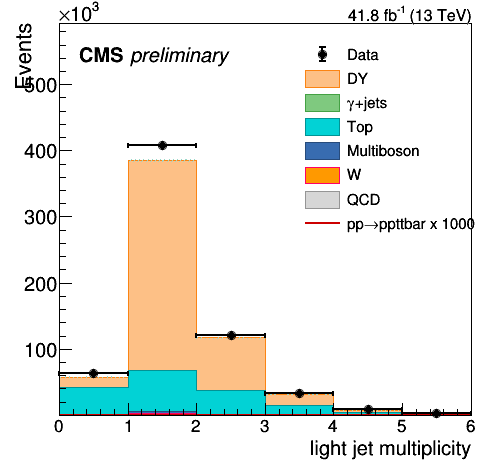 ×10³
41.8 fb⁻¹ (13 TeV)
Events
CMS preliminary
Data
DY
γ+jets
Top
Multiboson
W
QCD
pp→ppttbar x 1000
500
400
300
200
100
0 1 2 3 4 5 6
light jet multiplicity